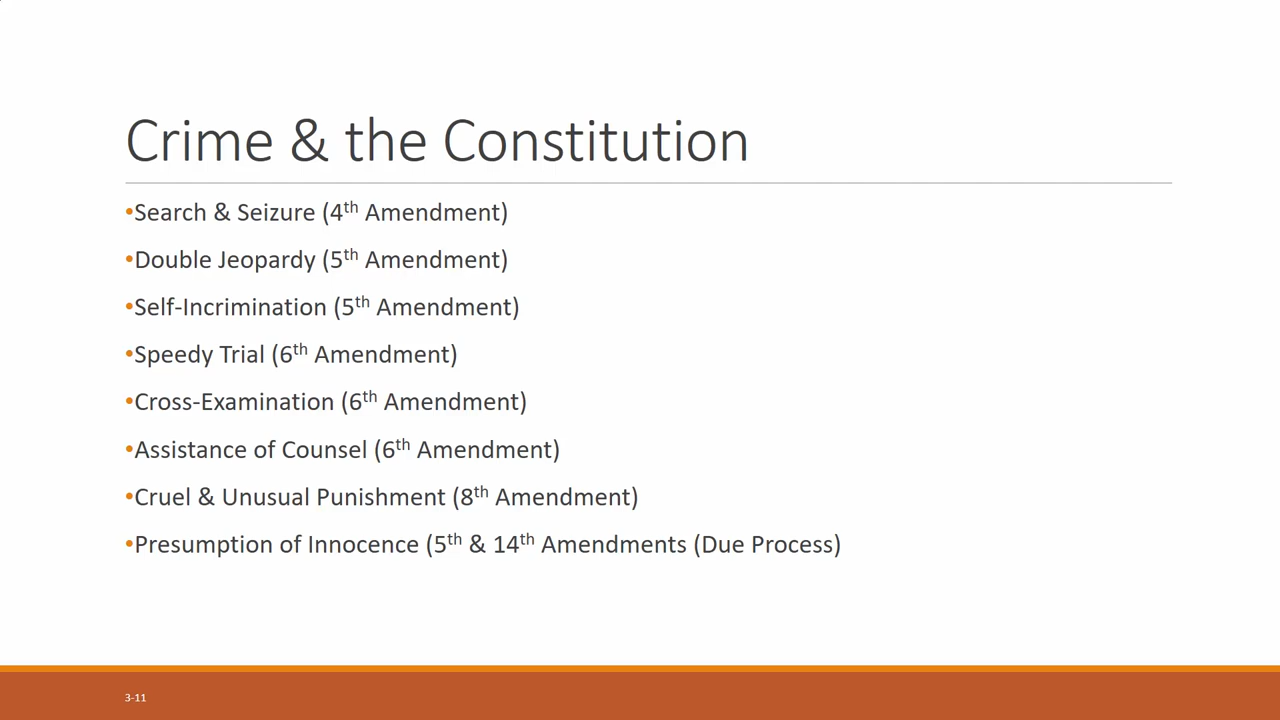 Crime & the Constitution
•Search & Seizure (4th Amendment)
•Double Jeopardy (5th Amendment)
•Self-Incrimination (5th Amendment)
•Speedy Trial (6th Amendment)
•Cross-Examination (6th Amendment)
•Assistance of Counsel (6th Amendment)
•Cruel & Unusual Punishment (8th Amendment)
•Presumption of Innocence (5th & 14th Amendments (Due Process)
3-11